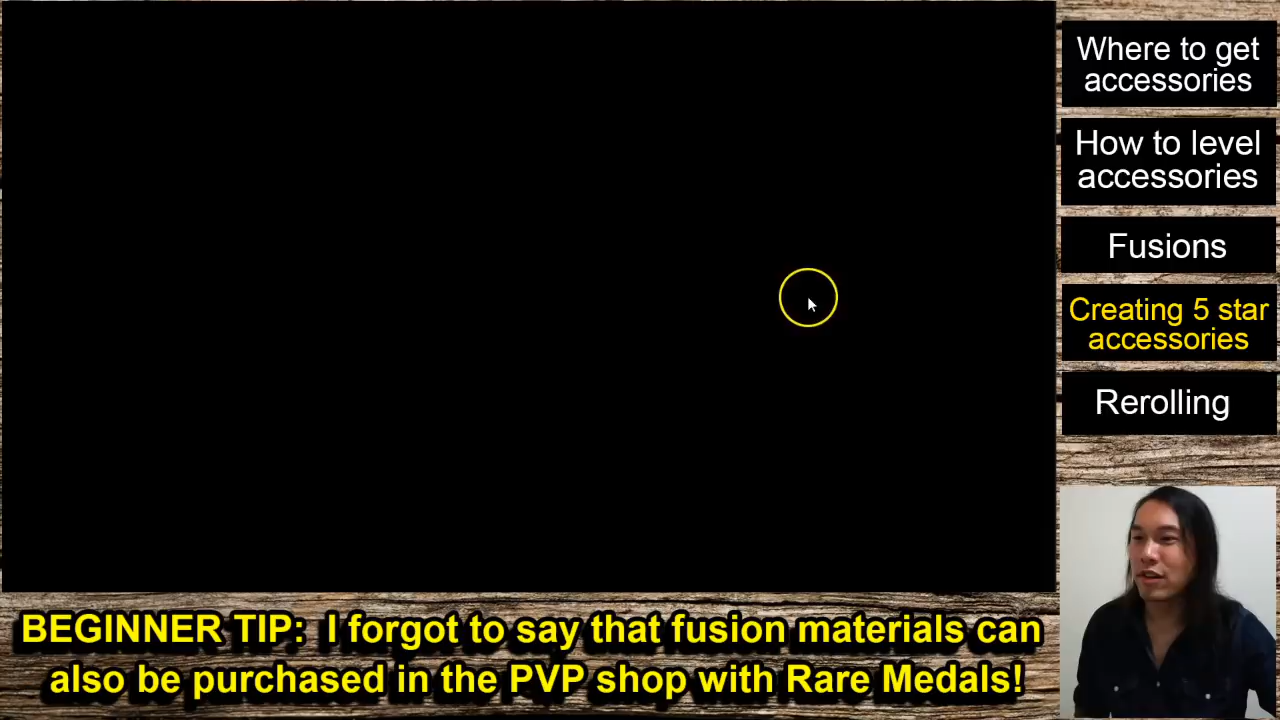 Where to get
accessories
How to level
accessories
Fusions
Creating 5 star
accessories
Rerolling
BEGINNER TIP: I forgot to say that fusion materials can
also be purchased in the PVP shop with Rare Medals!